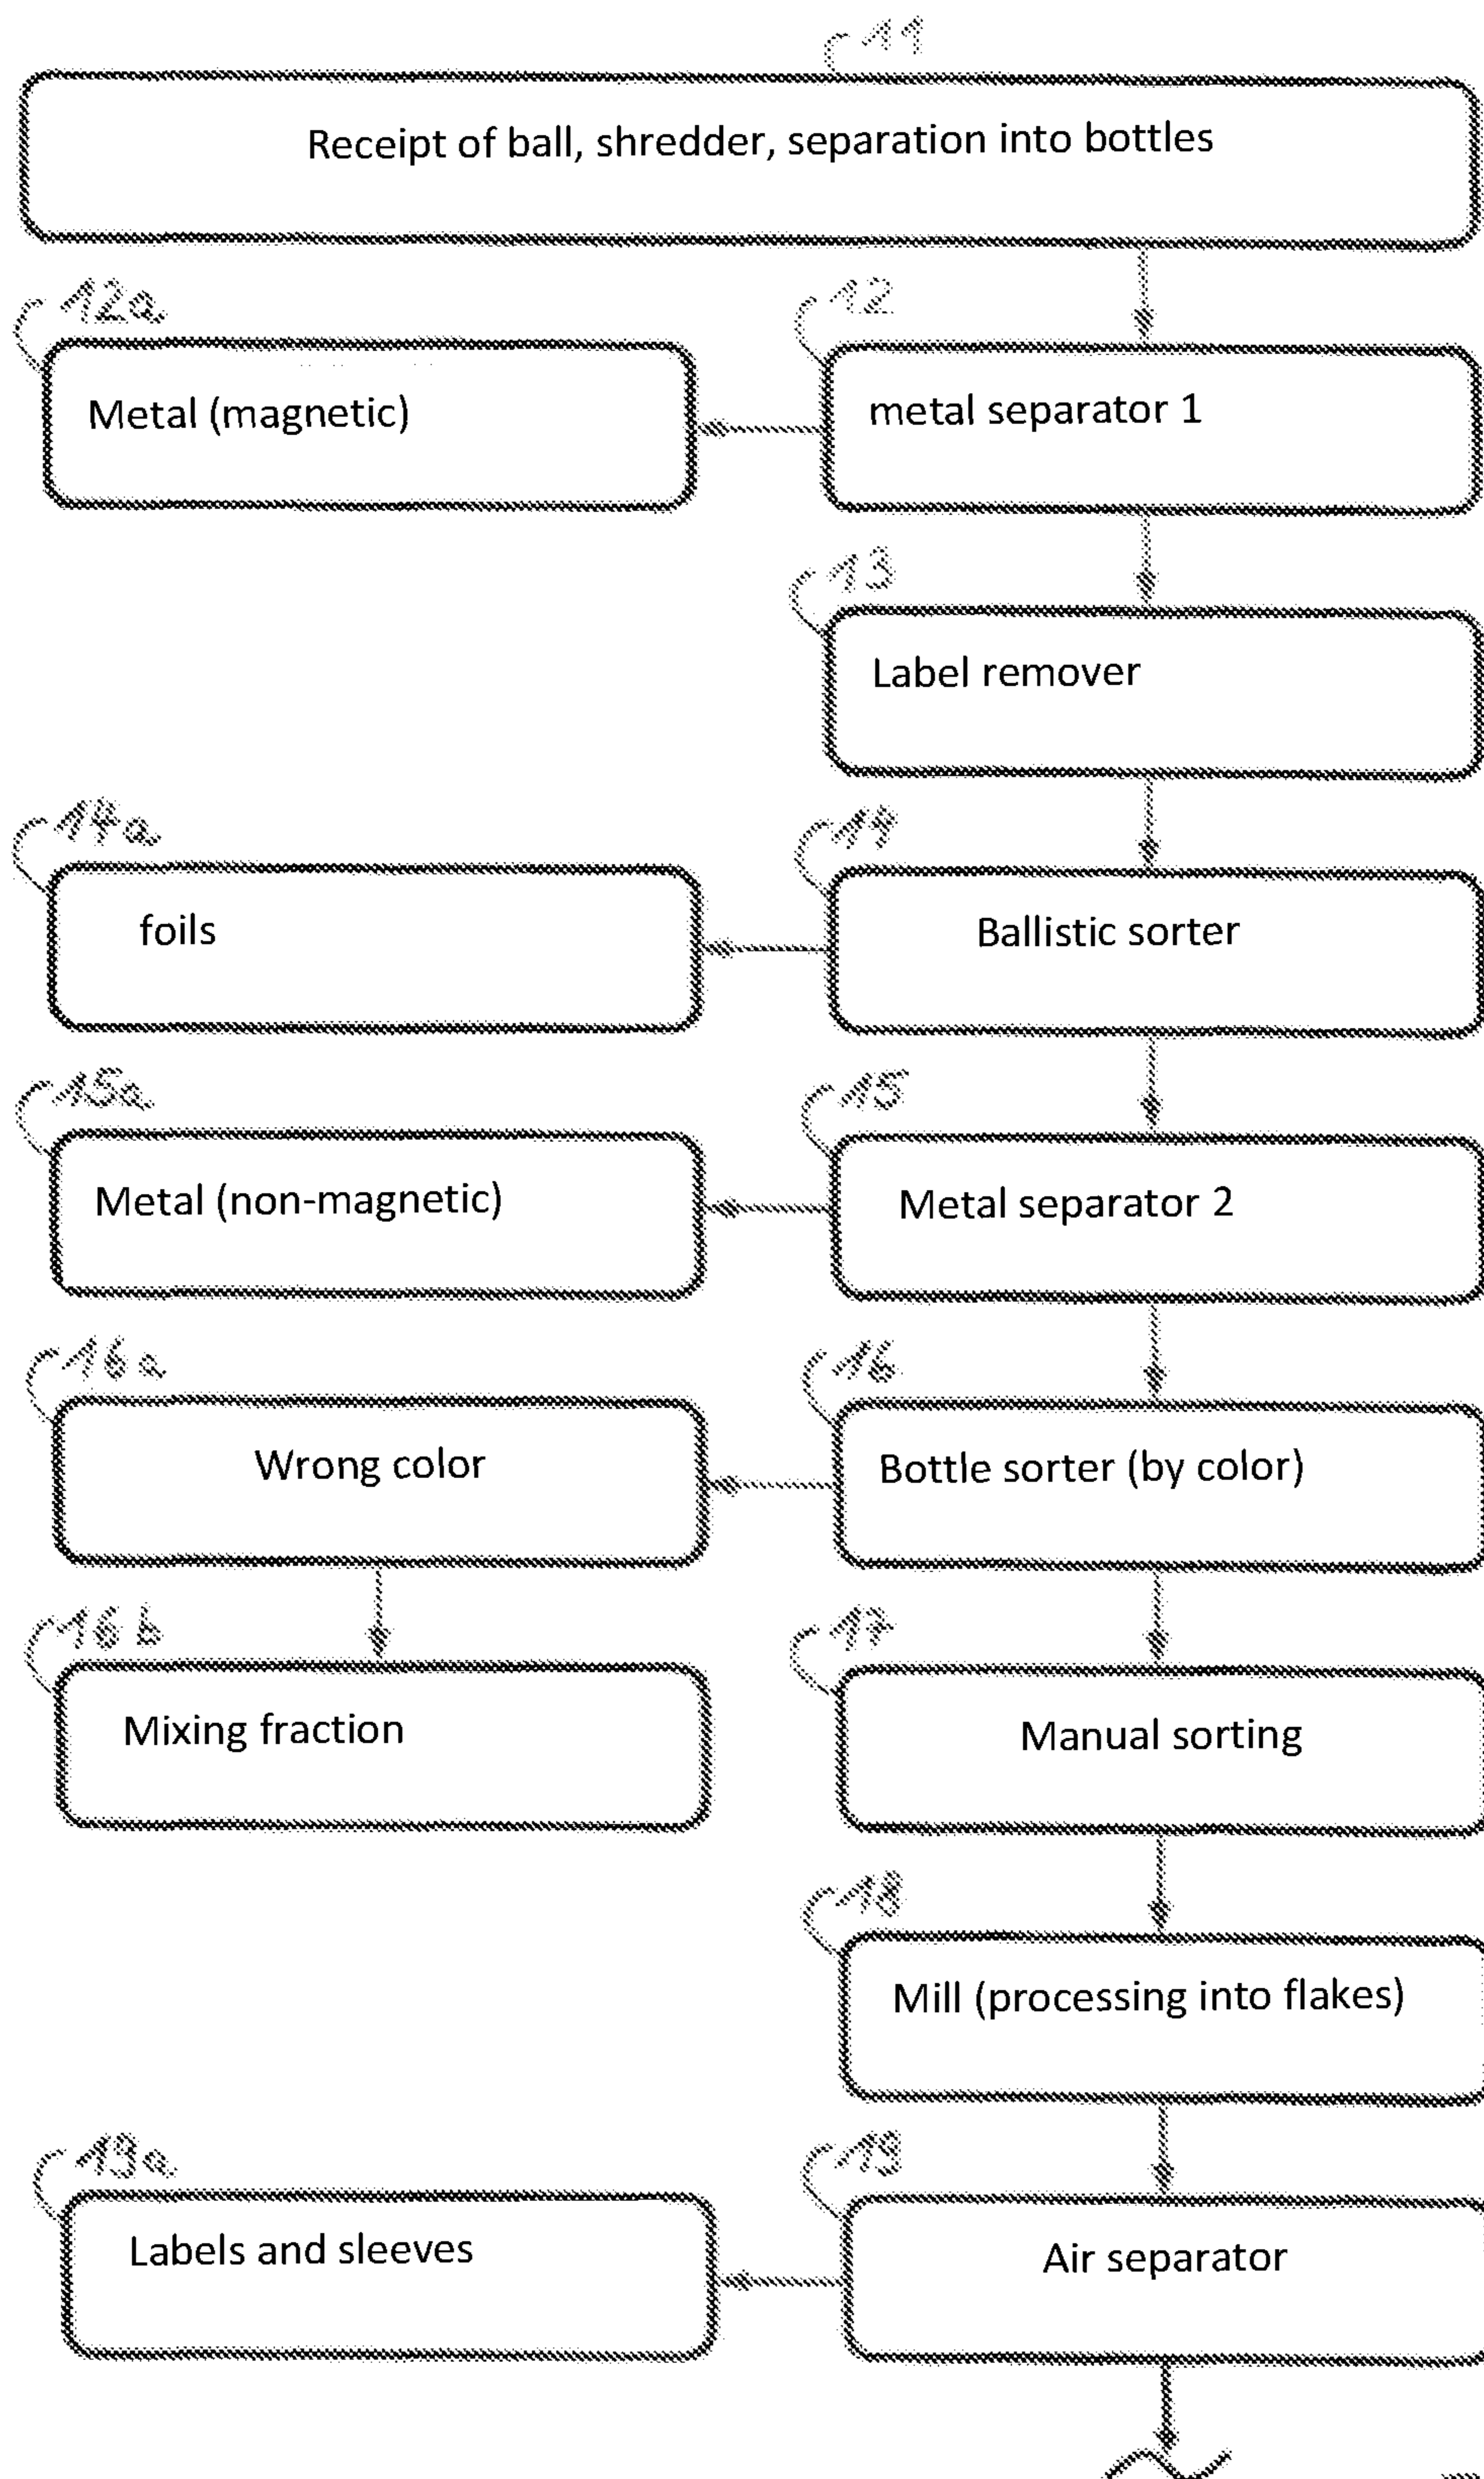 11
Receipt of ball, shredder, separation into bottles
12a
12
Metal (magnetic)
metal separator 1
13
Label remover
14a
14
foils
Ballistic sorter
15a
15
Metal (non-magnetic)
Metal separator 2
16a
16
Wrong color
Bottle sorter (by color)
16b
17
Mixing fraction
Manual sorting
18
Mill (processing into flakes)
19a
19
Labels and sleeves
Air separator